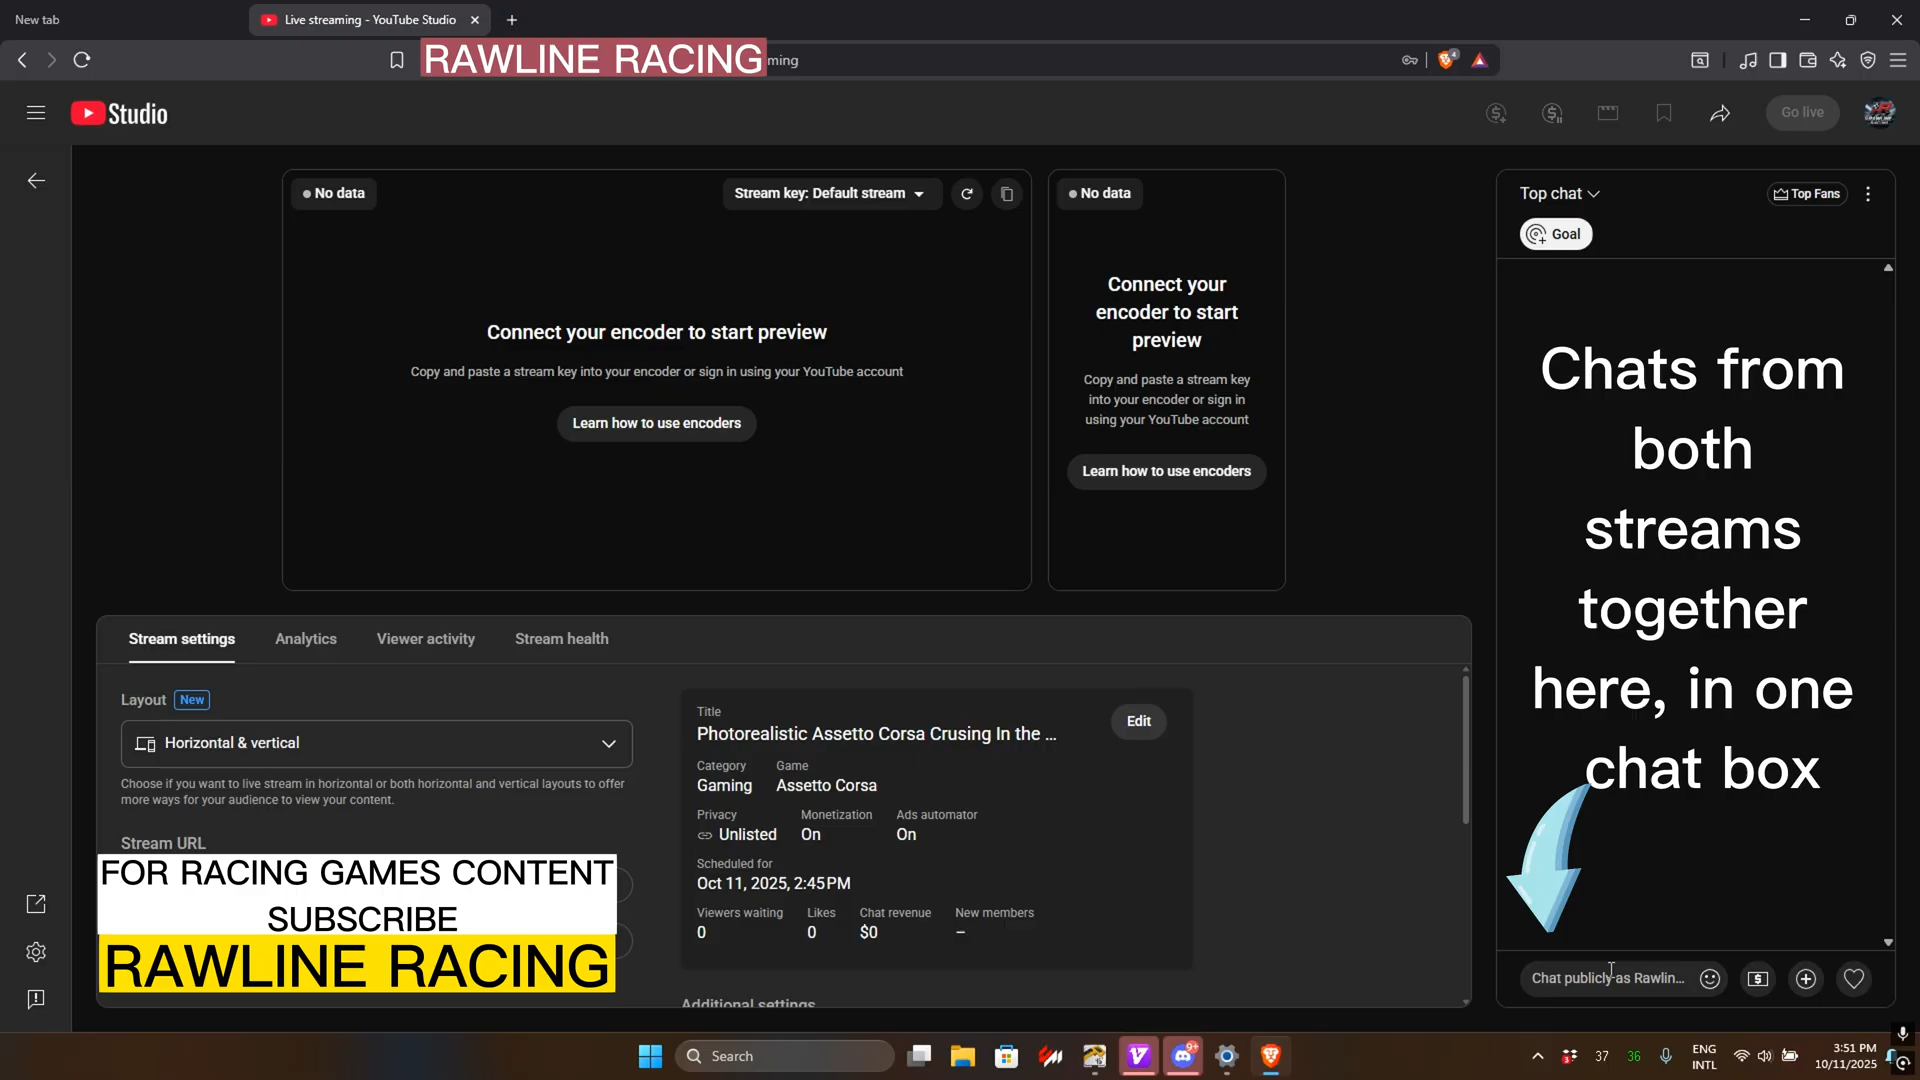 New tab
Live streaming - YouTube Studio
RAWLINE RACING
ming
4
Studio
Go live
No data
Stream key: Default stream
No data
Top chat
Top Fans
Goal
Connect your encoder to start preview
Copy and paste a stream key into your encoder or sign in using your YouTube account
Learn how to use encoders
Connect your
encoder to start
preview
Copy and paste a stream key
into your encoder or sign in
using your YouTube account
Learn how to use encoders
Chats from
both
streams
together
here, in one
chat box
Stream settings
Analytics
Viewer activity
Stream health
Layout New
Horizontal & vertical
Choose if you want to live stream in horizontal or both horizontal and vertical layouts to offer
more ways for your audience to view your content.
Stream URL
FOR RACING GAMES CONTENT
SUBSCRIBE
RAWLINE RACING
Title
Photorealistic Assetto Corsa Crusing In the ...
Edit
Category Game
Gaming Assetto Corsa
Privacy Monetization Ads automator
Unlisted On On
Scheduled for
Oct 11, 2025, 2:45 PM
Viewers waiting Likes Chat revenue New members
0 0 $0 –
Additional settings
Chat publicly as Rawlin...
Search
9+
3
37
36
ENG
INTL
3:51 PM
10/11/2025